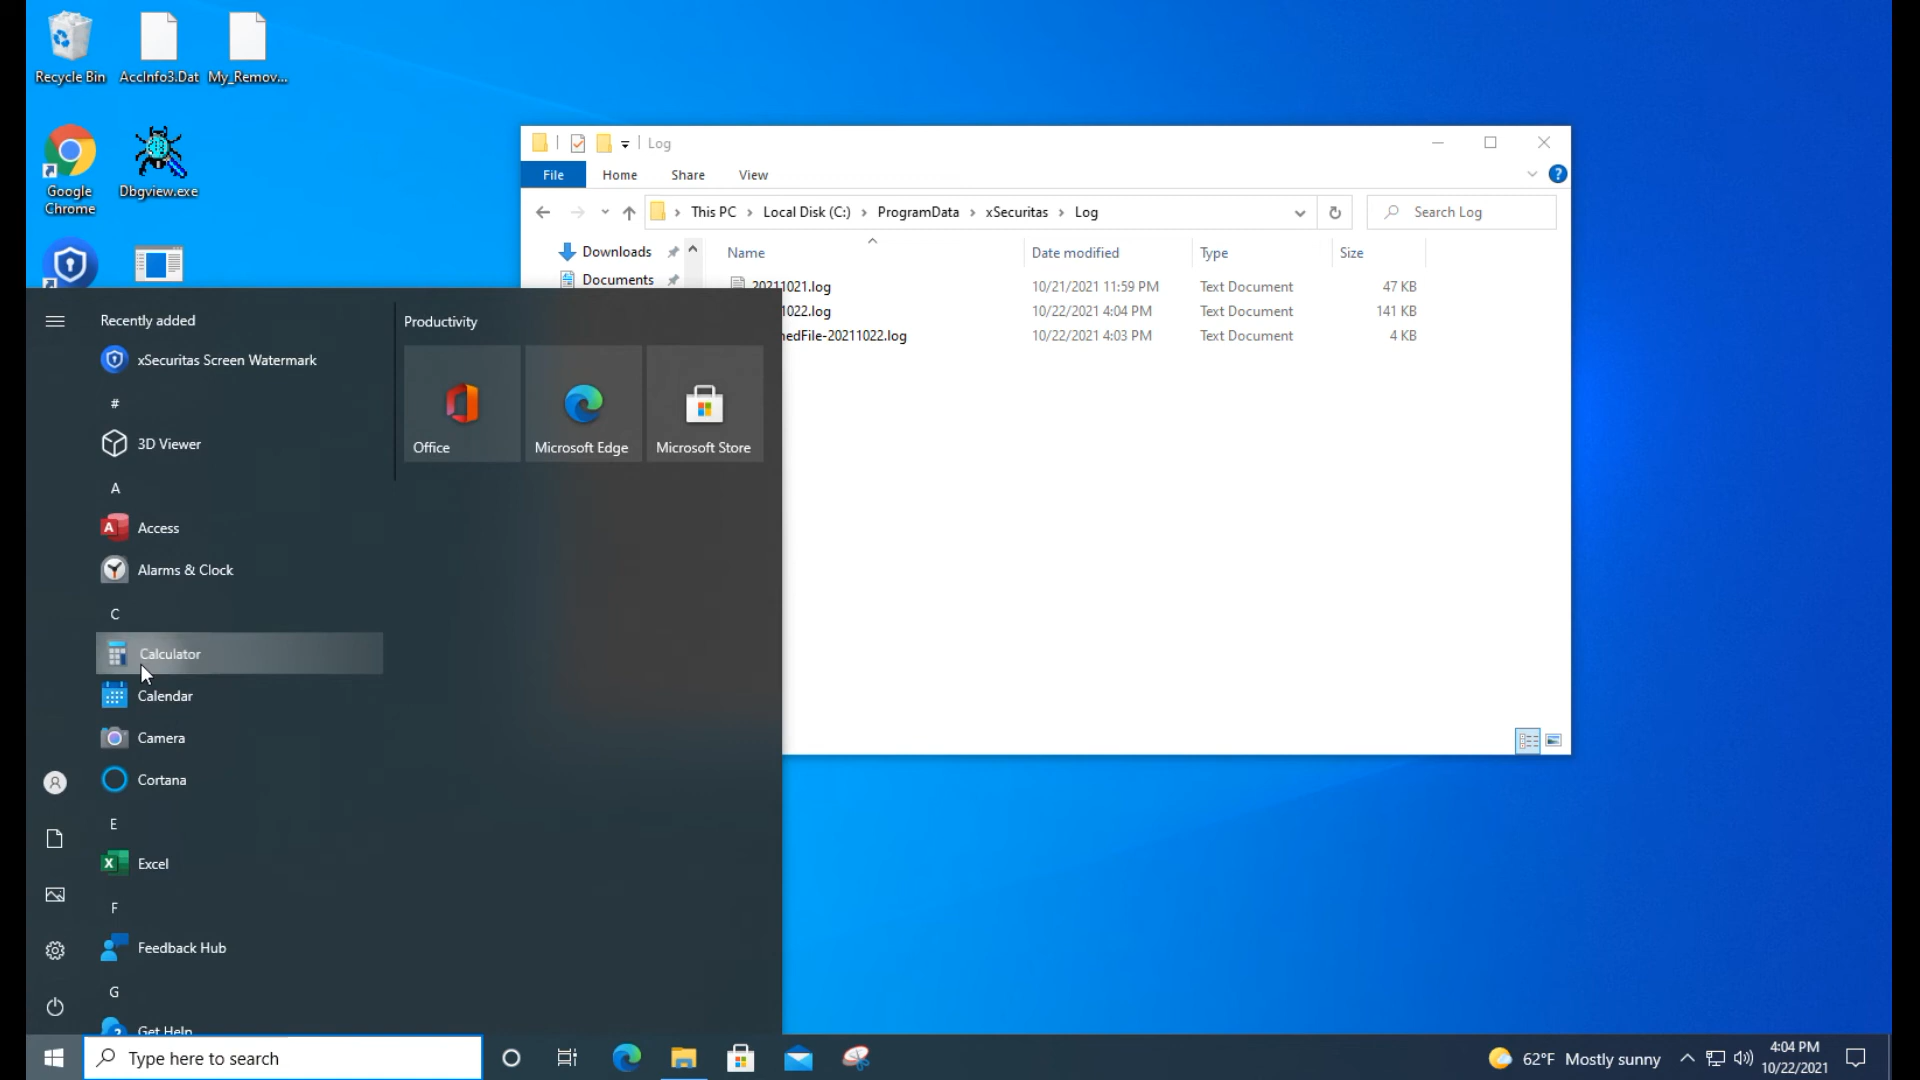 Recycle Bin
AccInfo3.Dat
My_Remov...
Google
Chrome
Dbgview.exe
Log
File
Home
Share
View
This PC
Local Disk (C:)
ProgramData
xSecuritas
Log
Search Log
Downloads
Documents
Name
Date modified
Type
Size
20211021.log
10/21/2021 11:59 PM
Text Document
47 KB
1022.log
10/22/2021 4:04 PM
Text Document
141 KB
nedFile-20211022.log
10/22/2021 4:03 PM
Text Document
4 KB
Recently added
xSecuritas Screen Watermark
#
3D Viewer
A
Access
Alarms & Clock
C
Calculator
Calendar
Camera
Cortana
E
Excel
F
Feedback Hub
G
Get Help
Productivity
Office
Microsoft Edge
Microsoft Store
Type here to search
62°F Mostly sunny
4:04 PM
10/22/2021